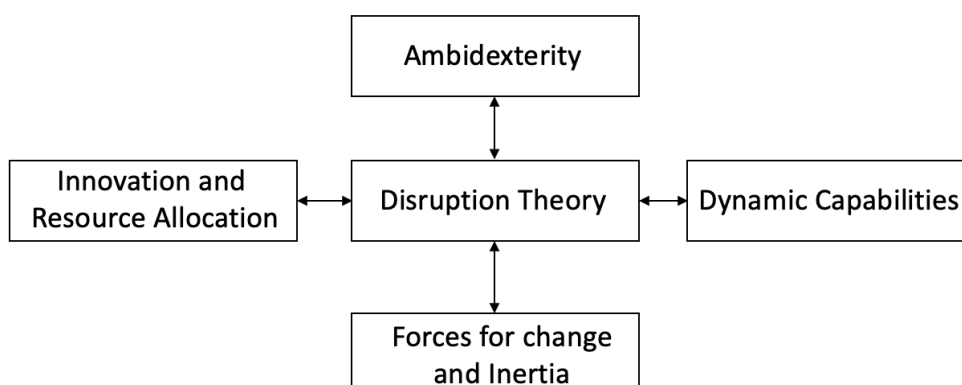 Ambidexterity
Innovation and
Resource Allocation
Disruption Theory
Dynamic Capabilities
Forces for change
and Inertia